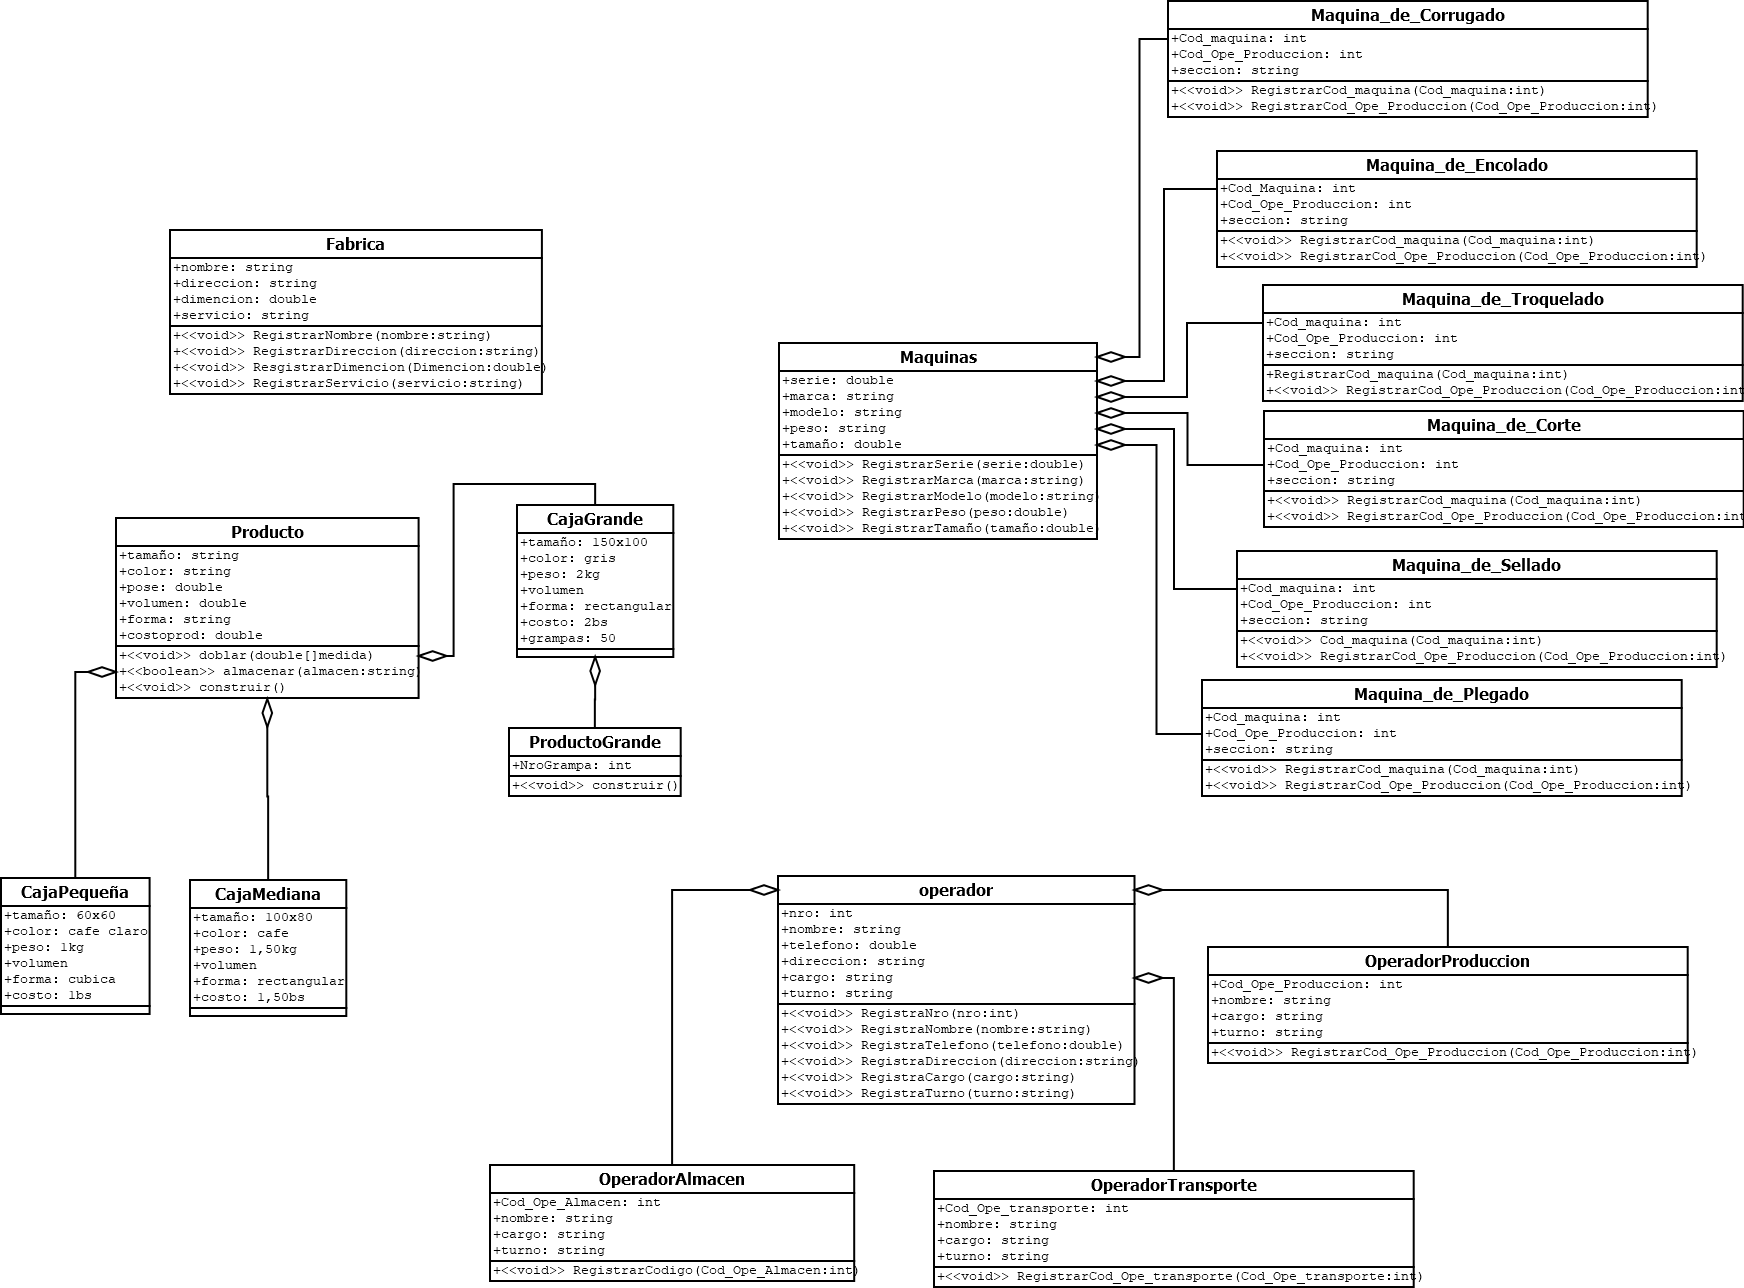 Maquina_de_Corrugado
+Cod_maquina: int
+Cod_Ope_Produccion: int
+seccion: string
+<<void>> RegistrarCod_maquina(Cod_maquina:int)
+<<void>> RegistrarCod_Ope_Produccion(Cod_Ope_Produccion:int)
Maquina_de_Encolado
+Cod_Maquina: int
+Cod_Ope_Produccion: int
+seccion: string
+<<void>> RegistrarCod_maquina(Cod_maquina:int)
+<<void>> RegistrarCod_Ope_Produccion(Cod_Ope_Produccion:int)
Fabrica
+nombre: string
+direccion: string
+dimencion: double
+servicio: string
+<<void>> RegistrarNombre(nombre:string)
+<<void>> RegistrarDireccion(direccion:string)
+<<void>> ResgistrarDimencion(Dimencion:double)
+<<void>> RegistrarServicio(servicio:string)
Maquina_de_Troquelado
+Cod_maquina: int
+Cod_Ope_Produccion: int
+seccion: string
+RegistrarCod_maquina(Cod_maquina:int)
+<<void>> RegistrarCod_Ope_Produccion(Cod_Ope_Produccion:int
Maquinas
+serie: double
+marca: string
+modelo: string
+peso: string
+tamaño: double
+<<void>> RegistrarSerie(serie:double)
+<<void>> RegistrarMarca(marca:string)
+<<void>> RegistrarModelo(modelo:string)
+<<void>> RegistrarPeso(peso:double)
+<<void>> RegistrarTamaño(tamaño:double)
Maquina_de_Corte
+Cod_maquina: int
+Cod_Ope_Produccion: int
+seccion: string
+<<void>> RegistrarCod_maquina(Cod_maquina:int)
+<<void>> RegistrarCod_Ope_Produccion(Cod_Ope_Produccion:int
Producto
+tamaño: string
+color: string
+pose: double
+volumen: double
+forma: string
+costoprod: double
+<<void>> doblar(double[]medida)
+<<boolean>> almacenar(almacen:string)
+<<void>> construir()
CajaGrande
+tamaño: 150x100
+color: gris
+peso: 2kg
+volumen
+forma: rectangular
+costo: 2bs
+grampas: 50
Maquina_de_Sellado
+Cod_maquina: int
+Cod_Ope_Produccion: int
+seccion: string
+<<void>> Cod_maquina(Cod_maquina:int)
+<<void>> RegistrarCod_Ope_Produccion(Cod_Ope_Produccion:int)
ProductoGrande
+NroGrampa: int
+<<void>> construir()
Maquina_de_Plegado
+Cod_maquina: int
+Cod_Ope_Produccion: int
+seccion: string
+<<void>> RegistrarCod_maquina(Cod_maquina:int)
+<<void>> RegistrarCod_Ope_Produccion(Cod_Ope_Produccion:int)
CajaPequeña
+tamaño: 60x60
+color: cafe claro
+peso: 1kg
+volumen
+forma: cubica
+costo: 1bs
CajaMediana
+tamaño: 100x80
+color: cafe
+peso: 1,50kg
+volumen
+forma: rectangular
+costo: 1,50bs
operador
+nro: int
+nombre: string
+telefono: double
+direccion: string
+cargo: string
+turno: string
+<<void>> RegistraNro(nro:int)
+<<void>> RegistraNombre(nombre:string)
+<<void>> RegistraTelefono(telefono:double)
+<<void>> RegistraDireccion(direccion:string)
+<<void>> RegistraCargo(cargo:string)
+<<void>> RegistraTurno(turno:string)
OperadorProduccion
+Cod_Ope_Produccion: int
+nombre: string
+cargo: string
+turno: string
+<<void>> RegistrarCod_Ope_Produccion(Cod_Ope_Produccion:int)
OperadorAlmacen
+Cod_Ope_Almacen: int
+nombre: string
+cargo: string
+turno: string
+<<void>> RegistrarCodigo(Cod_Ope_Almacen:int)
OperadorTransporte
+Cod_Ope_transporte: int
+nombre: string
+cargo: string
+turno: string
+<<void>> RegistrarCod_Ope_transporte(Cod_Ope_transporte:int)